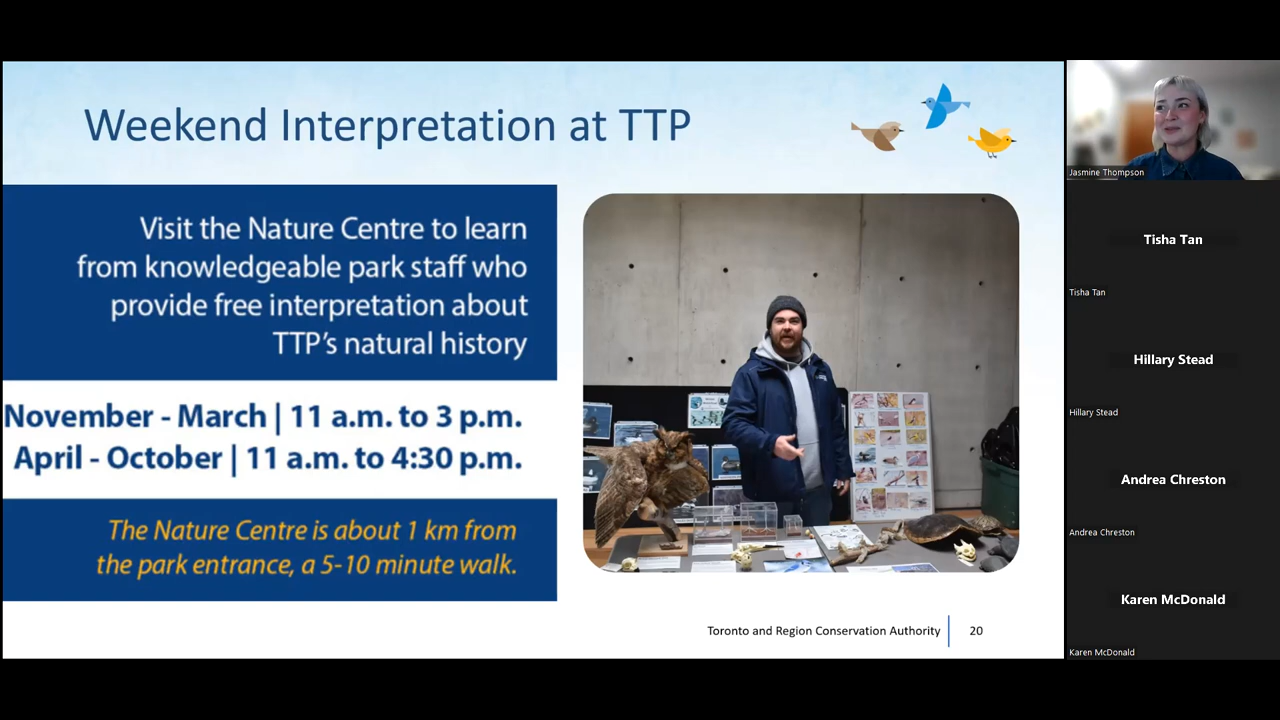 Weekend Interpretation at TTP
Visit the Nature Centre to learn
from knowledgeable park staff who
provide free interpretation about
TTP's natural history
November - March | 11 a.m. to 3 p.m.
April - October | 11 a.m. to 4:30 p.m.
The Nature Centre is about 1 km from
the park entrance, a 5-10 minute walk.
Toronto and Region Conservation Authority
20
Jasmine Thompson
Tisha Tan
Tisha Tan
Hillary Stead
Hillary Stead
Andrea Chreston
Andrea Chreston
Karen McDonald
Karen McDonald